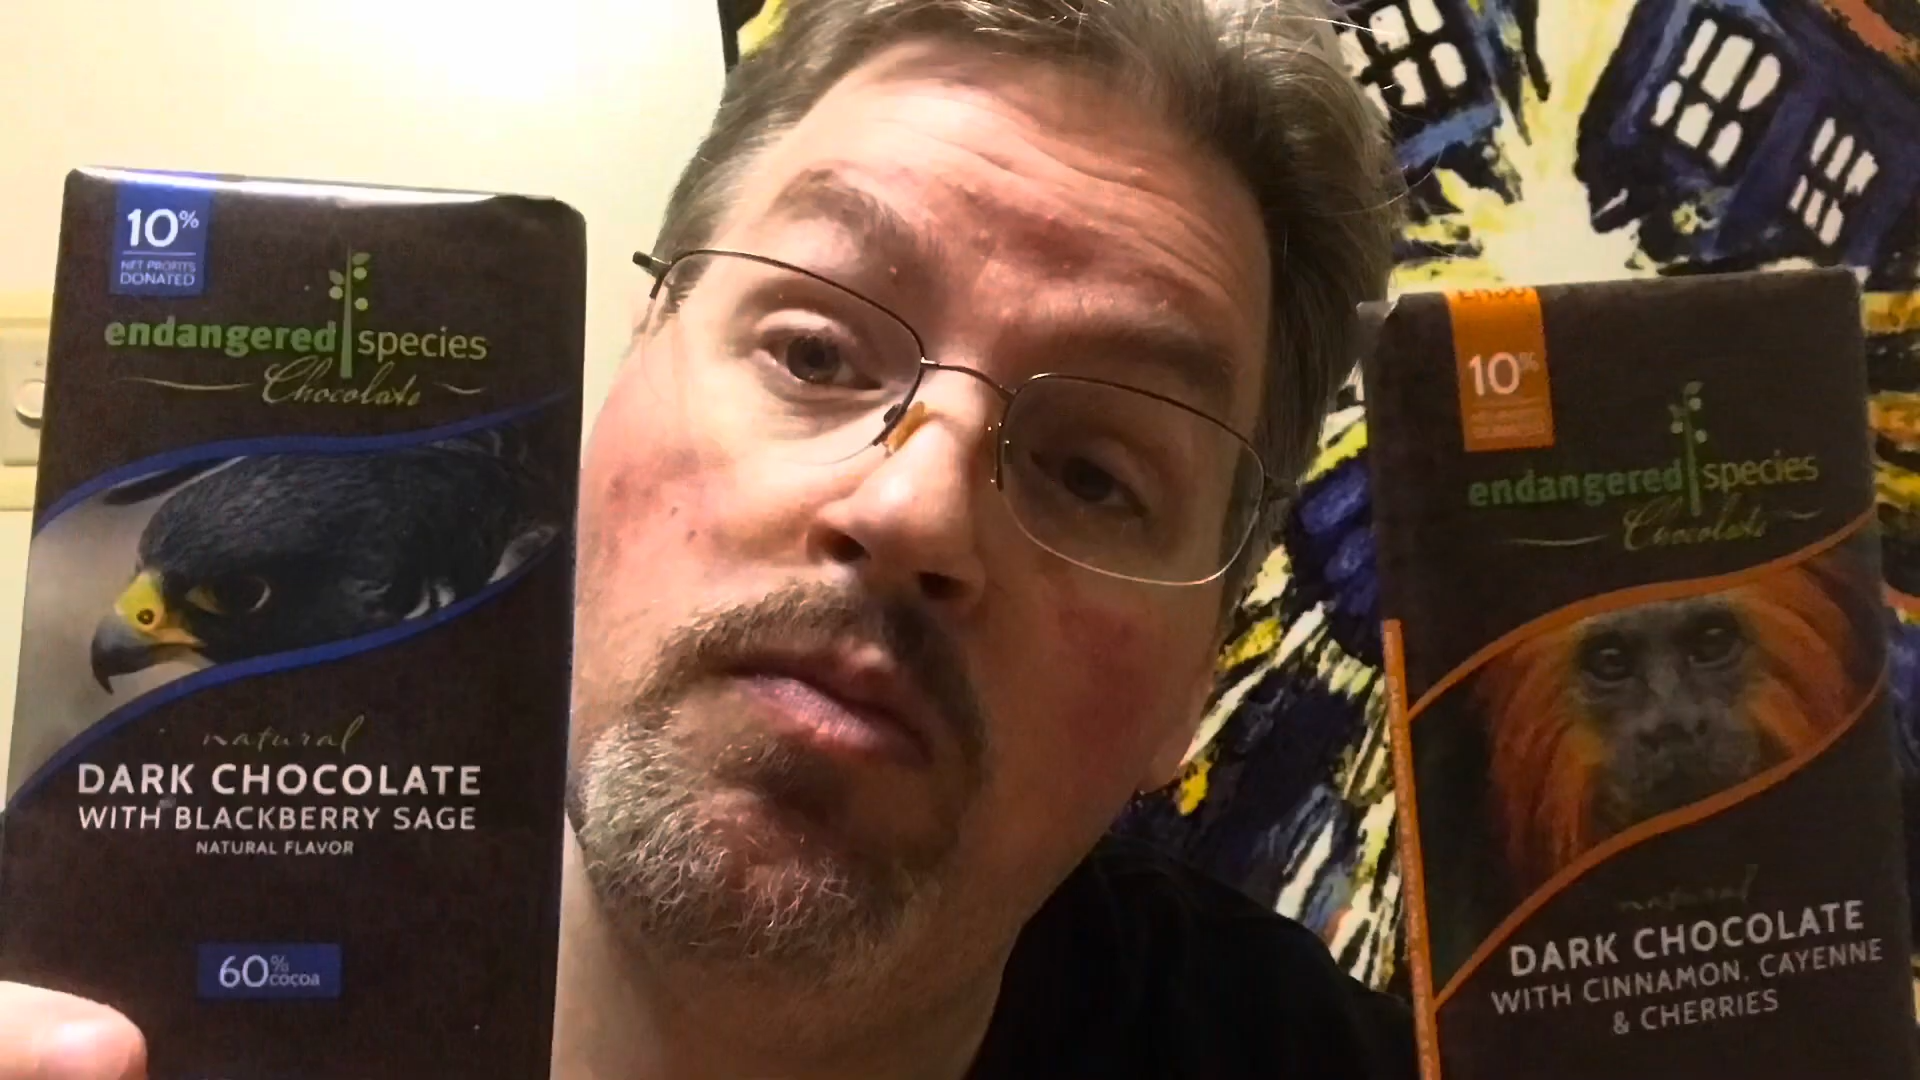 10%
NET PROFITS
DONATED
endangered species
Chocolate
natural
DARK CHOCOLATE
WITH BLACKBERRY SAGE
NATURAL FLAVOR
60% cocoa
10%
endangered species
Chocolate
natural
DARK CHOCOLATE
WITH CINNAMON, CAYENNE
& CHERRIES